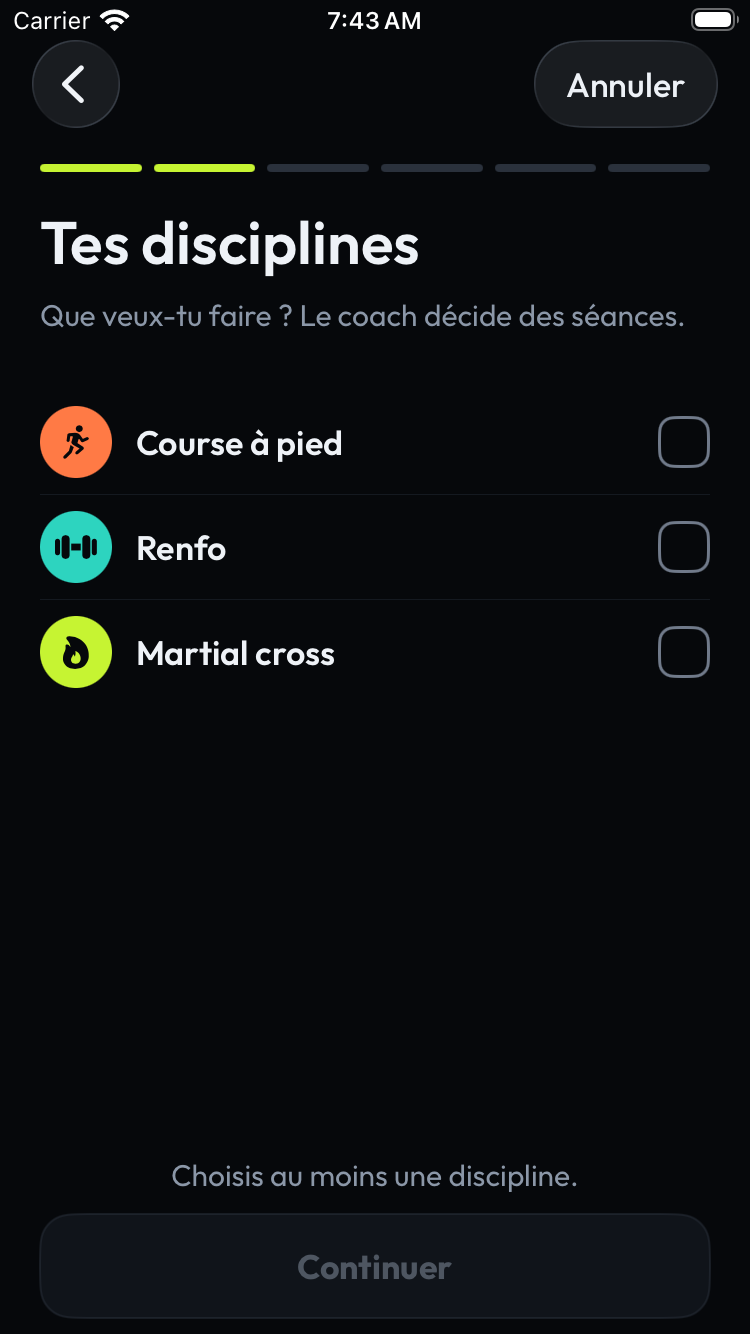 Carrier
7:43 AM
Annuler
Tes disciplines
Que veux-tu faire ? Le coach décide des séances.
Course à pied
Renfo
Martial cross
Choisis au moins une discipline.
Continuer